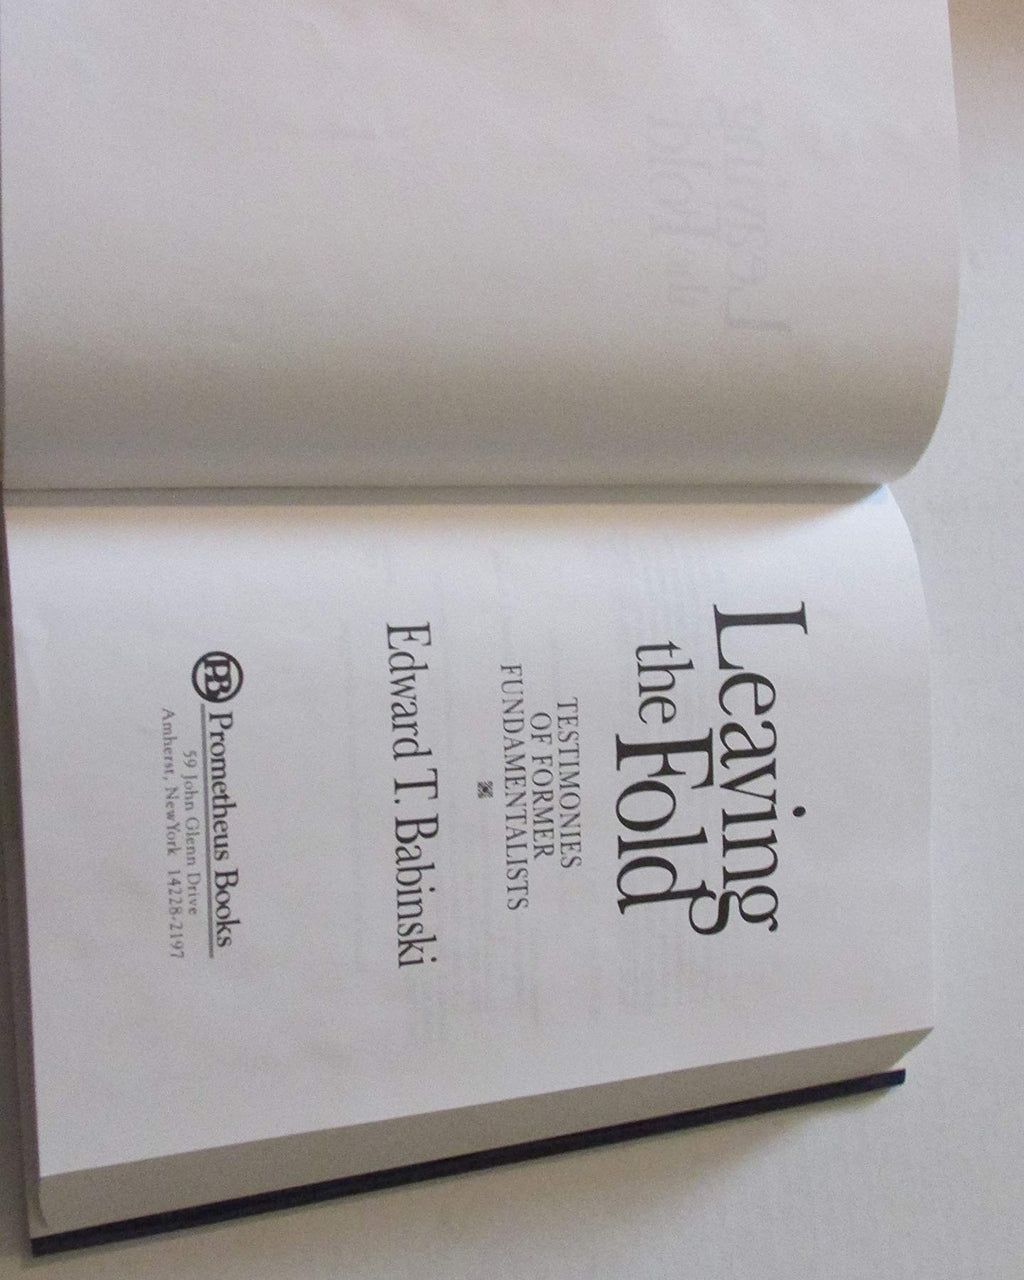 Leaving
the Fold
TESTIMONIES
OF FORMER
FUNDAMENTALISTS
Edward T. Babinski
PB Prometheus Books
59 John Glenn Drive
Amherst, NewYork 14228-2197